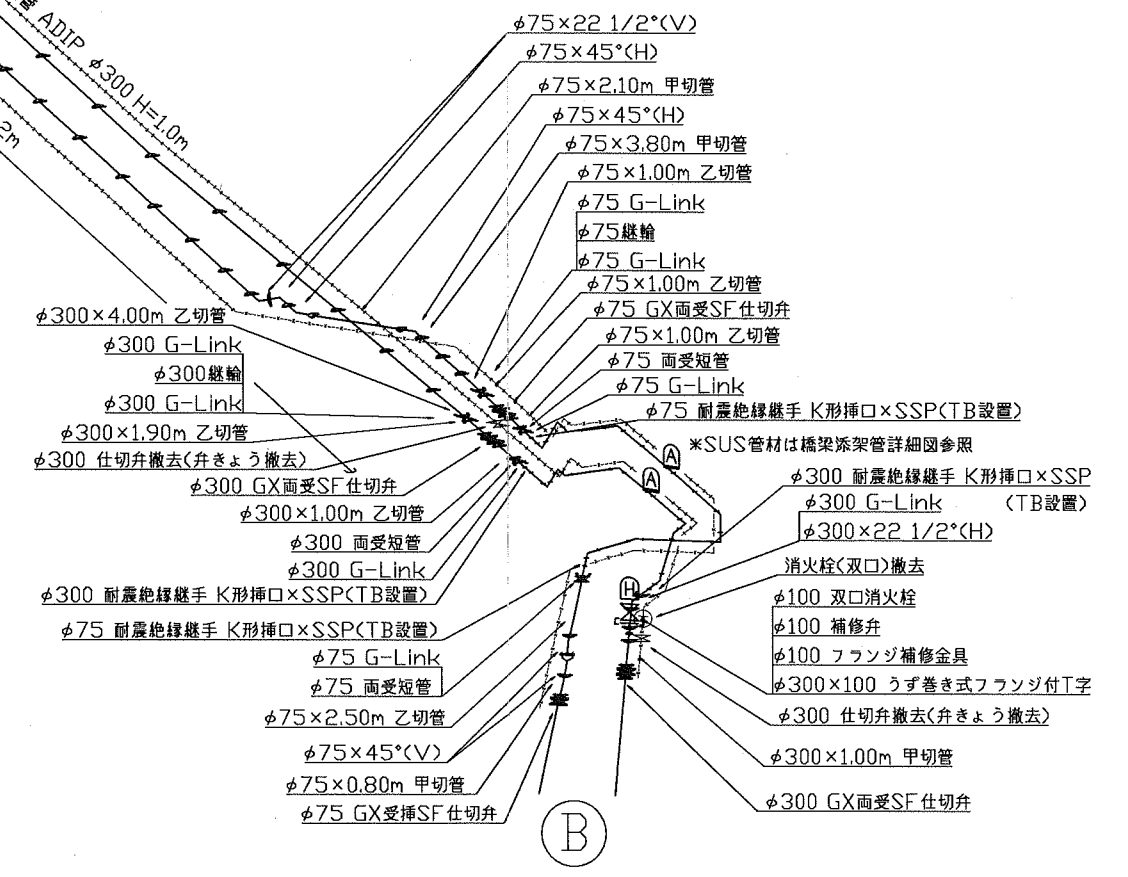 ADIP φ300 H=1.0m
2m
φ75×22 1/2°(V)
φ75×45°(H)
φ75×2.10m 甲切管
φ75×45°(H)
φ75×3.80m 甲切管
φ75×1.00m 乙切管
φ75 G-Link
φ75継輪
φ75 G-Link
φ75×1.00m 乙切管
φ75 GX両受SF仕切弁
φ75×1.00m 乙切管
φ75 両受短管
φ75 G-Link
φ75 耐震絶縁継手 K形挿口×SSP(TB設置)
*SUS管材は橋梁添架管詳細図参照
A
A
φ300×4.00m 乙切管
φ300 G-Link
φ300継輪
φ300 G-Link
φ300×1.90m 乙切管
φ300 仕切弁撤去(弁きょう撤去)
φ300 GX両受SF仕切弁
φ300×1.00m 乙切管
φ300 両受短管
φ300 G-Link
φ300 耐震絶縁継手 K形挿口×SSP(TB設置)
φ75 耐震絶縁継手 K形挿口×SSP(TB設置)
φ75 G-Link
φ75 両受短管
φ75×2.50m 乙切管
φ75×45°(V)
φ75×0.80m 甲切管
φ75 GX受挿SF仕切弁
φ300 耐震絶縁継手 K形挿口×SSP
(TB設置)
φ300 G-Link
φ300×22 1/2°(H)
消火栓(双口)撤去
H
φ100 双口消火栓
φ100 補修弁
φ100 フランジ補修金具
φ300×100 うず巻き式フランジ付T字
φ300 仕切弁撤去(弁きょう撤去)
φ300×1.00m 甲切管
φ300 GX両受SF仕切弁
B